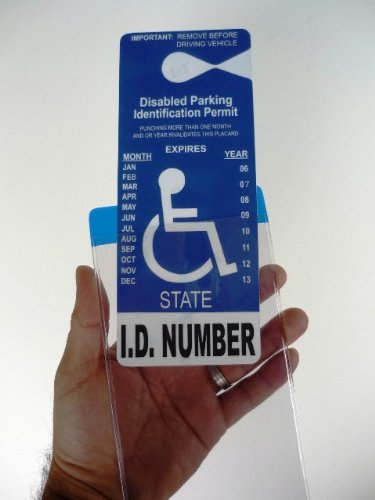 IMPORTANT: REMOVE BEFORE
DRIVING VEHICLE
Disabled Parking
Identification Permit
PUNCHING MORE THAN ONE MONTH
AND OR YEAR INVALIDATES THIS PLACARD
EXPIRES
MONTH YEAR
JAN 06
FEB 07
MAR 08
APR 09
MAY 10
JUN 11
JUL 12
AUG 13
SEP
OCT
NOV
DEC
STATE
I.D. NUMBER